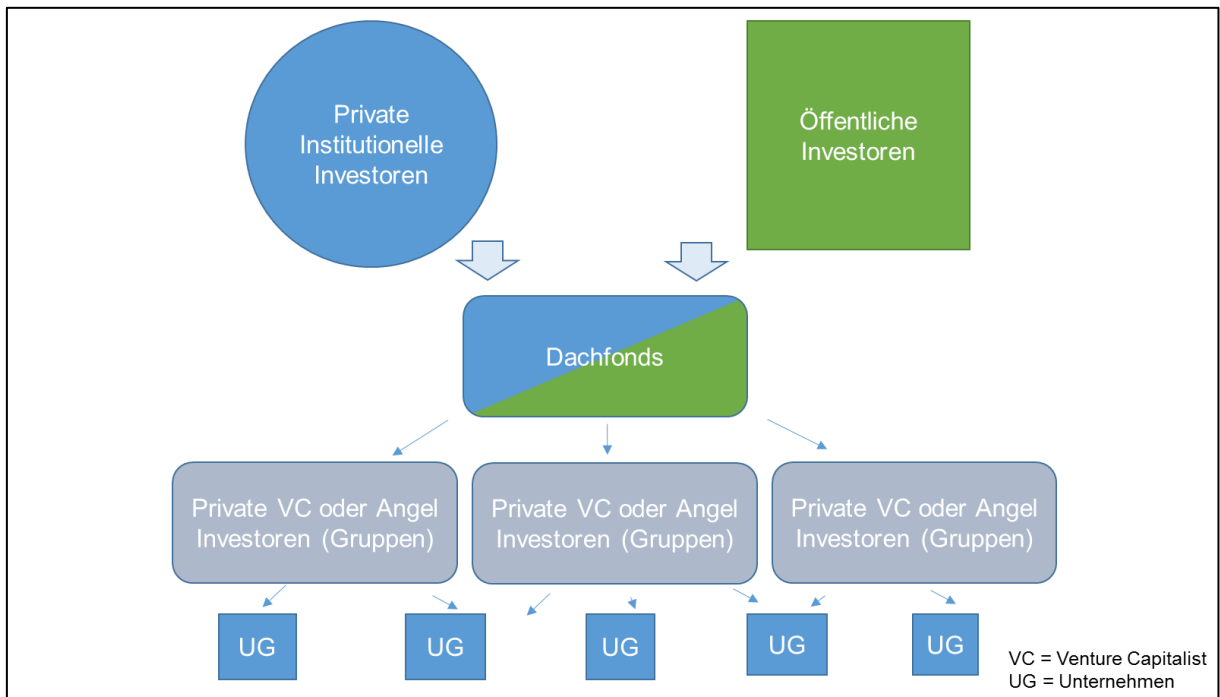 Private
Institutionelle
Investoren
Öffentliche
Investoren
Dachfonds
Private VC oder Angel
Investoren (Gruppen)
Private VC oder Angel
Investoren (Gruppen)
Private VC oder Angel
Investoren (Gruppen)
UG
UG
UG
UG
UG
VC = Venture Capitalist
UG = Unternehmen